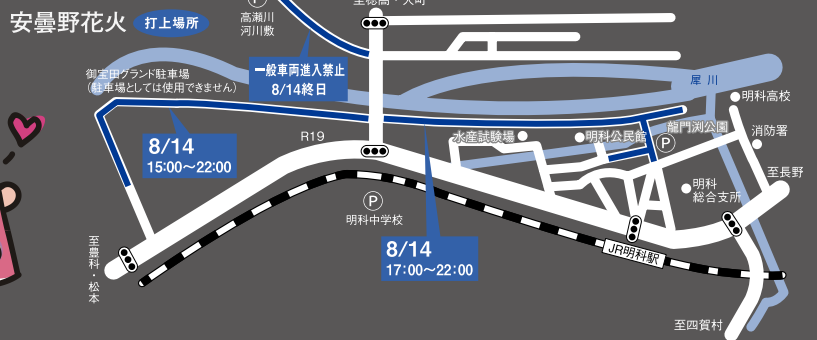 安曇野花火 打上場所
P
高瀬川
河川敷
至穂高・大町
御宝田グランド駐車場
(駐車場としては使用できません)
一般車両進入禁止
8/14終日
犀川
明科高校
8/14
15:00〜22:00
R19
水産試験場
明科公民館
龍門渕公園
P
消防署
至長野
明科
総合支所
P
明科中学校
8/14
17:00〜22:00
JR明科駅
至豊科・松本
至四賀村